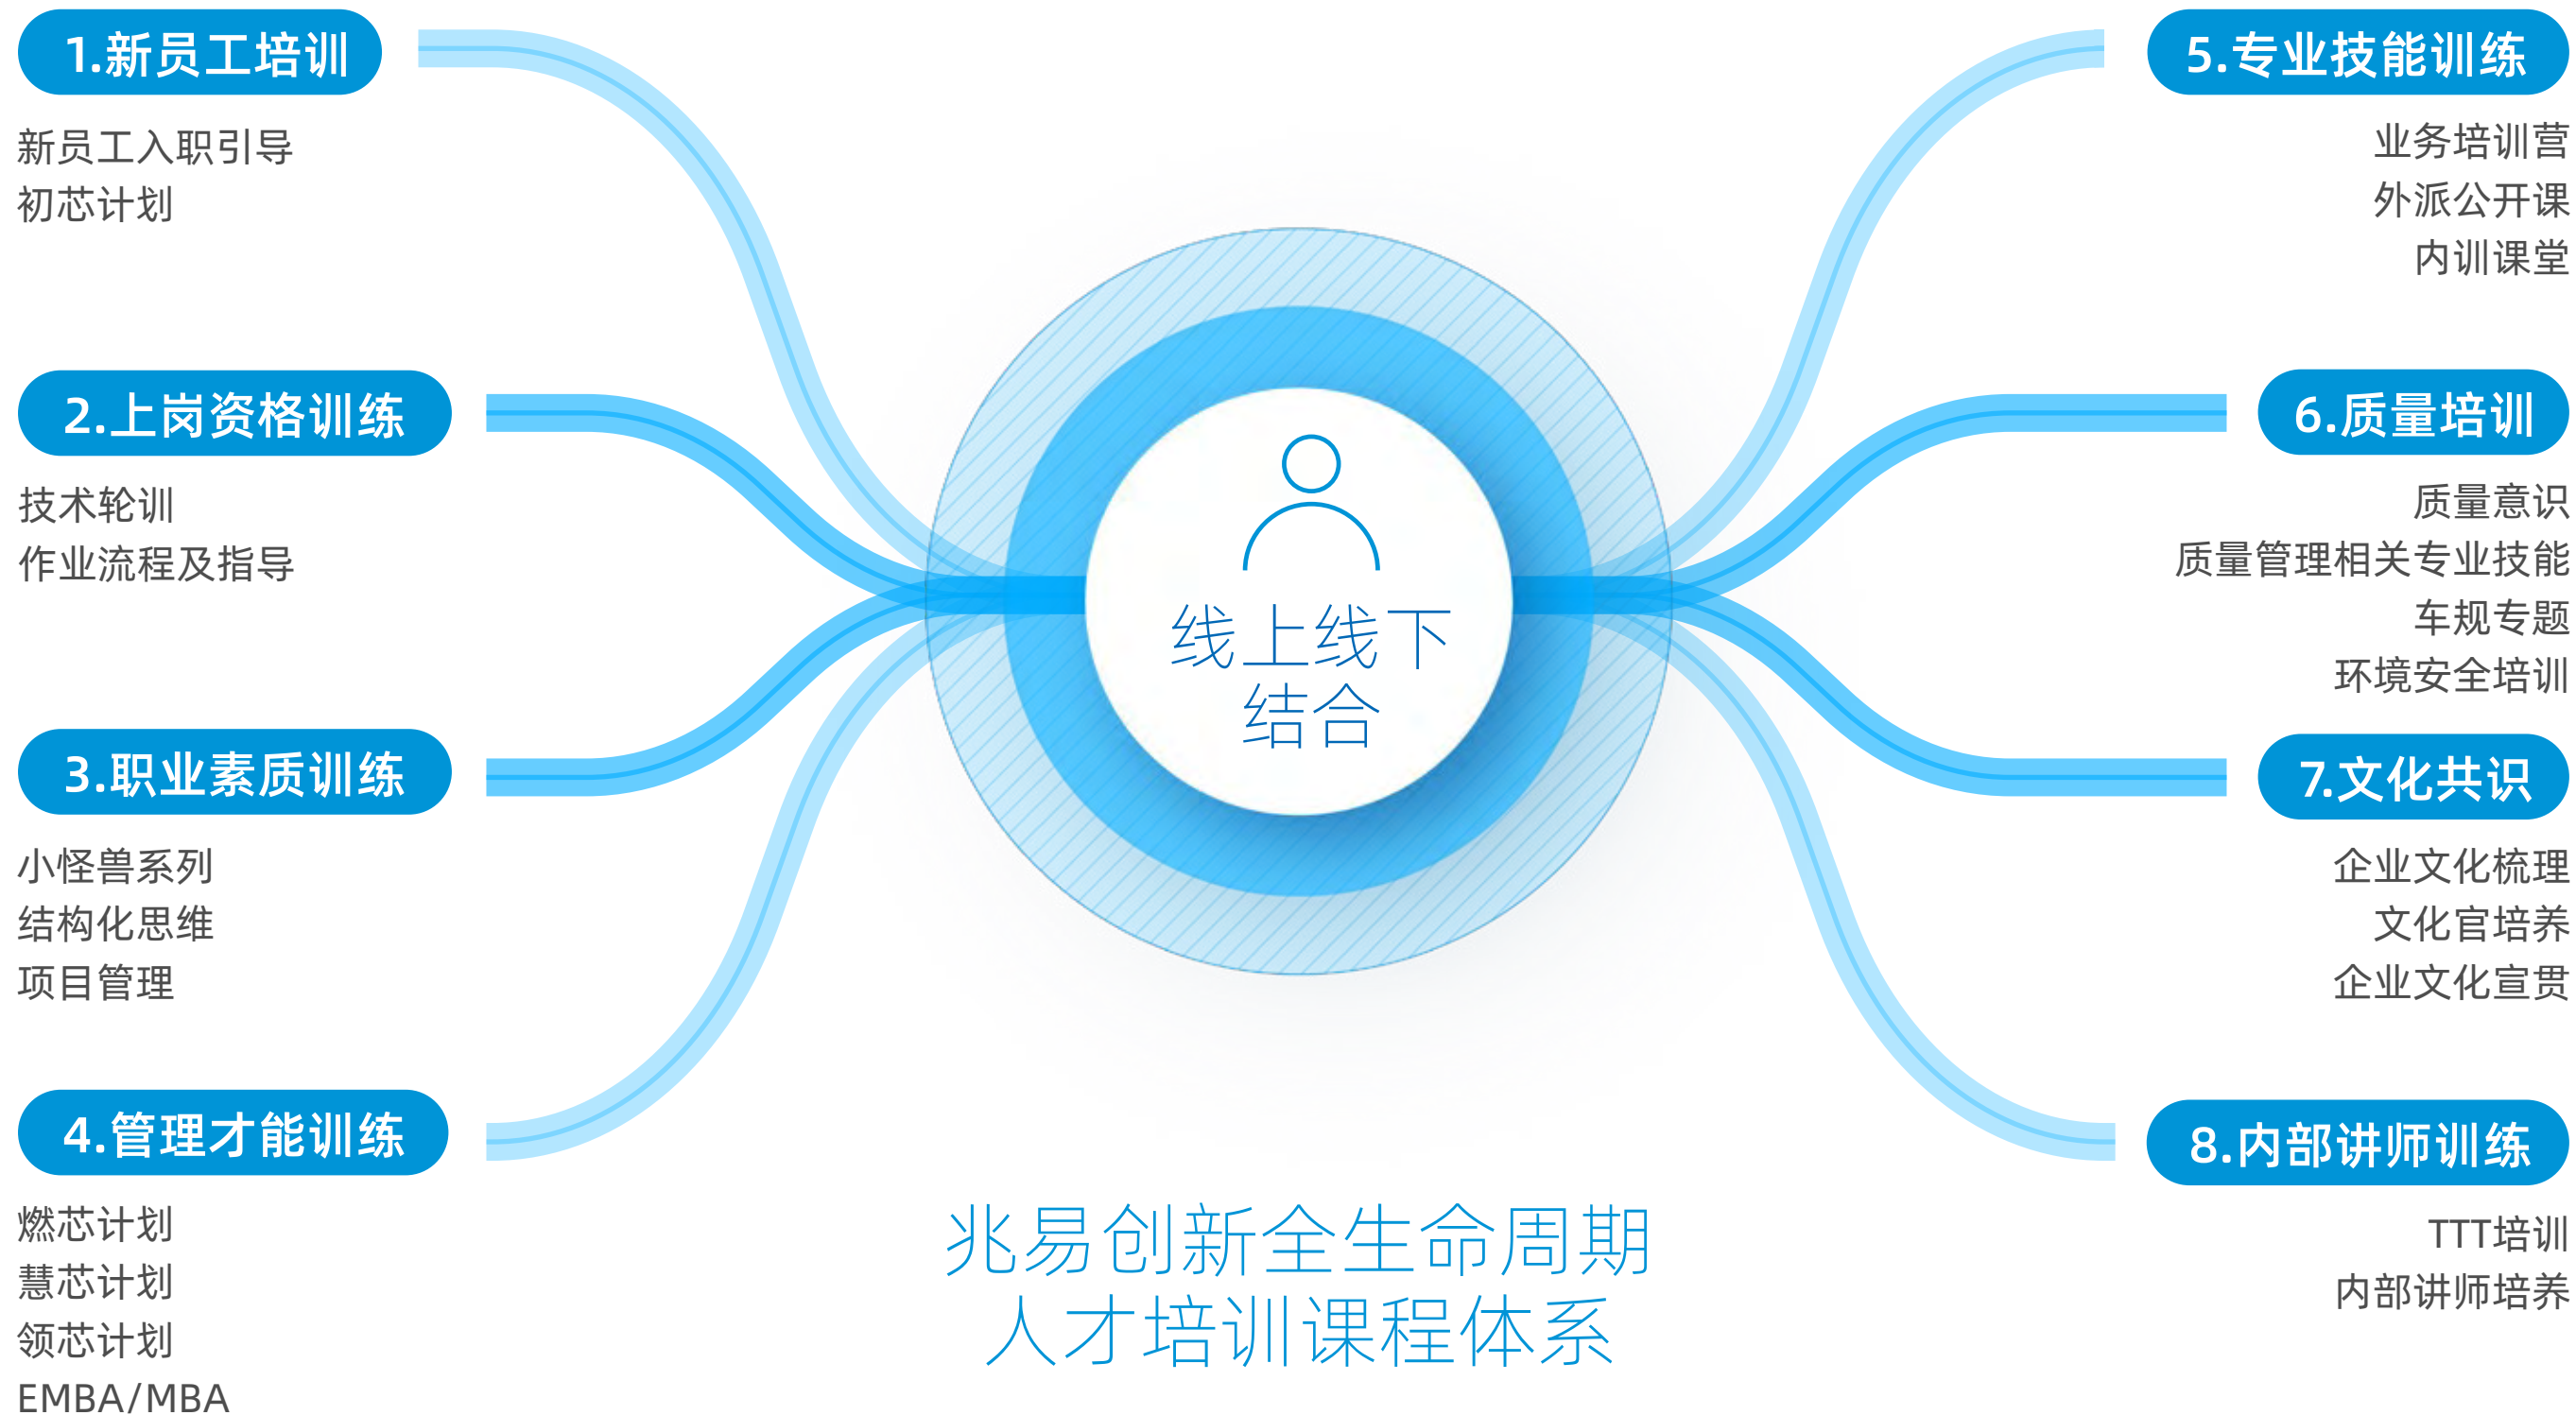 1.新员工培训
新员工入职引导
初芯计划
2.上岗资格训练
技术轮训
作业流程及指导
3.职业素质训练
小怪兽系列
结构化思维
项目管理
4.管理才能训练
燃芯计划
慧芯计划
领芯计划
EMBA/MBA
线上线下
结合
兆易创新全生命周期
人才培训课程体系
5.专业技能训练
业务培训营
外派公开课
内训课堂
6.质量培训
质量意识
质量管理相关专业技能
车规专题
环境安全培训
7.文化共识
企业文化梳理
文化官培养
企业文化宣贯
8.内部讲师训练
TTT培训
内部讲师培养